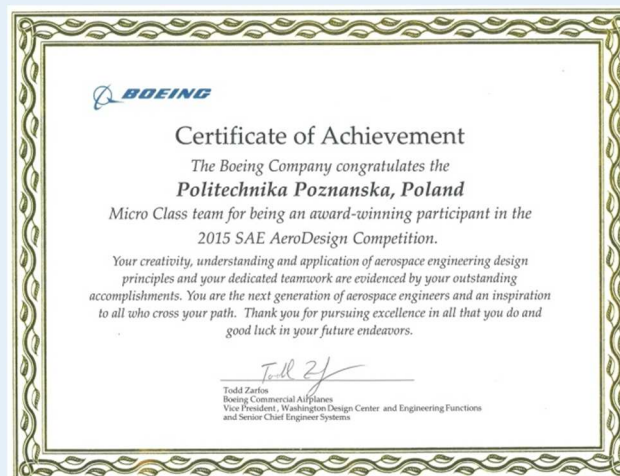 BOEING
Certificate of Achievement
The Boeing Company congratulates the
Politechnika Poznanska, Poland
Micro Class team for being an award-winning participant in the
2015 SAE AeroDesign Competition.
Your creativity, understanding and application of aerospace engineering design
principles and your dedicated teamwork are evidenced by your outstanding
accomplishments. You are the next generation of aerospace engineers and an inspiration
to all who cross your path. Thank you for pursuing excellence in all that you do and
good luck in your future endeavors.
Todd Zarfos
Boeing Commercial Airplanes
Vice President, Washington Design Center and Engineering Functions
and Senior Chief Engineer Systems